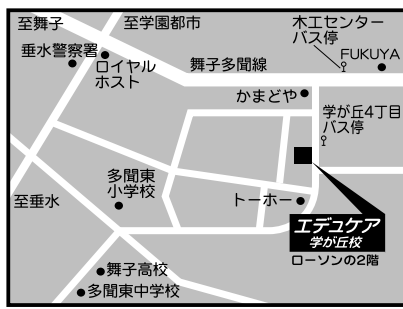 至舞子
至学園都市
木工センター
バス停
垂水警察署
ロイヤル
ホスト
舞子多聞線
FUKUYA
かまどや
学が丘4丁目
バス停
多聞東
小学校
至垂水
トーホー
エデュケア
学が丘校
ローソンの2階
舞子高校
多聞東中学校